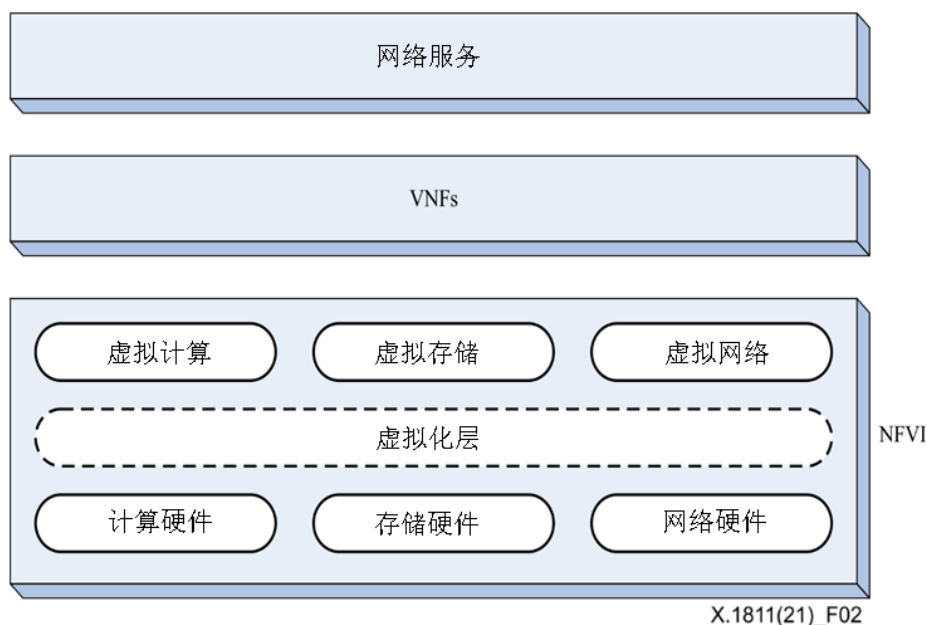 网络服务
VNFs
虚拟计算 虚拟存储 虚拟网络
虚拟化层
NFVI
计算硬件 存储硬件 网络硬件
X.1811(21)_F02